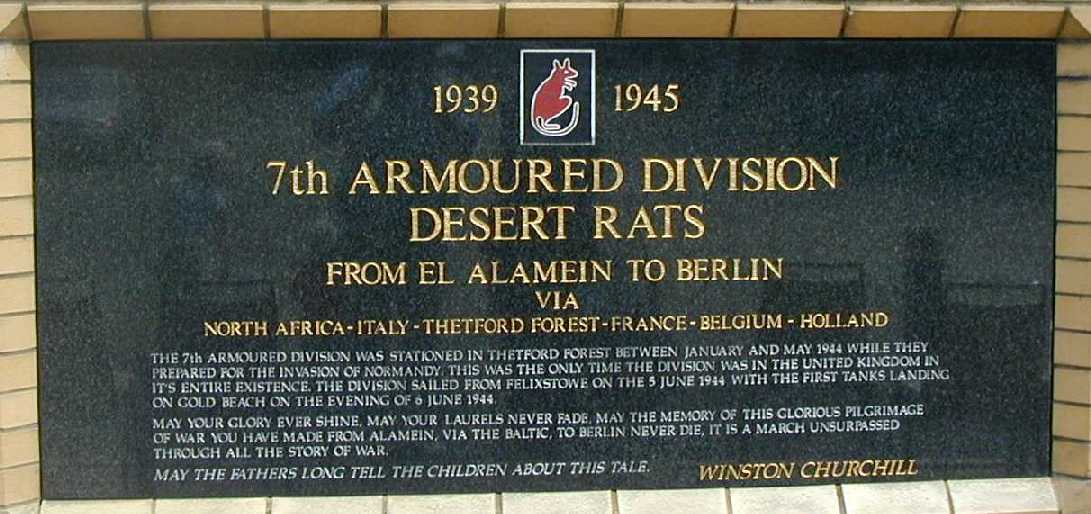 1939 1945
7th ARMOURED DIVISION
DESERT RATS
FROM EL ALAMEIN TO BERLIN
VIA
NORTH AFRICA - ITALY - THETFORD FOREST - FRANCE - BELGIUM - HOLLAND
THE 7th ARMOURED DIVISION WAS STATIONED IN THETFORD FOREST BETWEEN JANUARY AND MAY 1944 WHILE THEY
PREPARED FOR THE INVASION OF NORMANDY. THIS WAS THE ONLY TIME THE DIVISION WAS IN THE UNITED KINGDOM IN
IT'S ENTIRE EXISTENCE. THE DIVISION SAILED FROM FELIXSTOWE ON THE 5 JUNE 1944 WITH THE FIRST TANKS LANDING
ON GOLD BEACH ON THE EVENING OF 6 JUNE 1944.
MAY YOUR GLORY EVER SHINE, MAY YOUR LAURELS NEVER FADE, MAY THE MEMORY OF THIS GLORIOUS PILGRIMAGE
OF WAR YOU HAVE MADE FROM ALAMEIN, VIA THE BALTIC, TO BERLIN NEVER DIE, IT IS A MARCH UNSURPASSED
THROUGH ALL THE STORY OF WAR.
MAY THE FATHERS LONG TELL THE CHILDREN ABOUT THIS TALE. WINSTON CHURCHILL